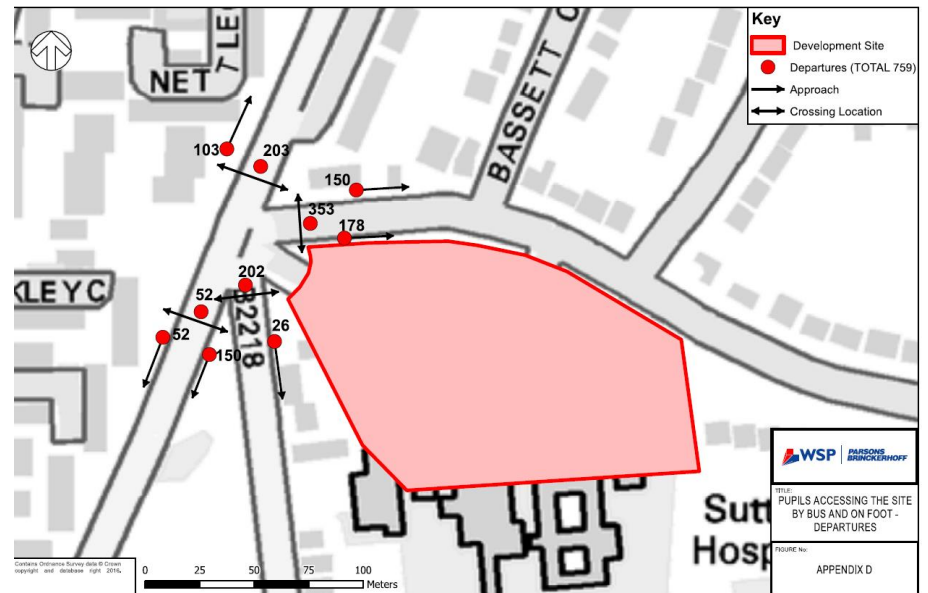 Key
Development Site
Departures (TOTAL 759)
Approach
Crossing Location
NET
TLEC
BASSETT C
103
203
150
353
178
202
KLEY C
52
B2218
26
52
150
Sutt
Hosp
WSP | PARSONS BRINCKERHOFF
TITLE:
PUPILS ACCESSING THE SITE
BY BUS AND ON FOOT -
DEPARTURES
FIGURE No:
APPENDIX D
Contains Ordnance Survey data © Crown
copyright and database right 2016.
0 25 50 75 100
Meters